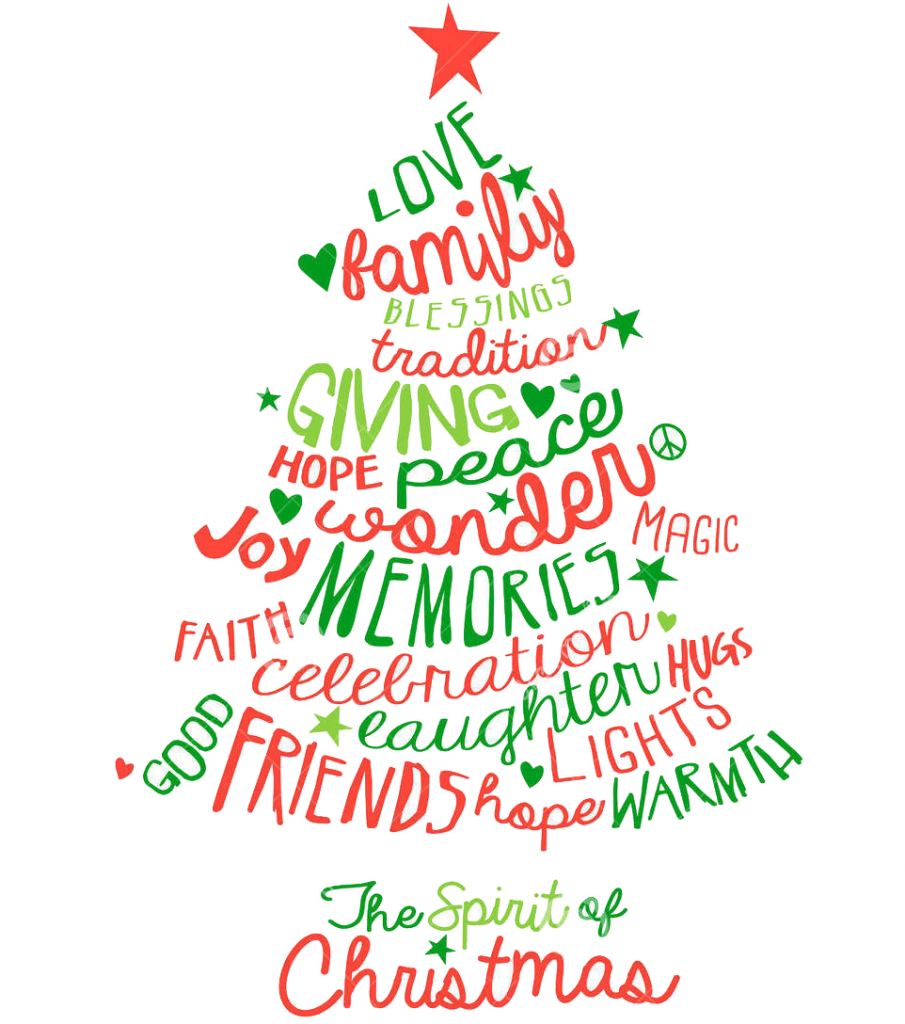 LOVE
family
BLESSINGS
tradition
GIVING
HOPE peace
Joy wonder MAGIC
MEMORIES
FAITH celebration HUGS
GOOD laughter LIGHTS
FRIENDS hope WARMTH
The Spirit of
Christmas